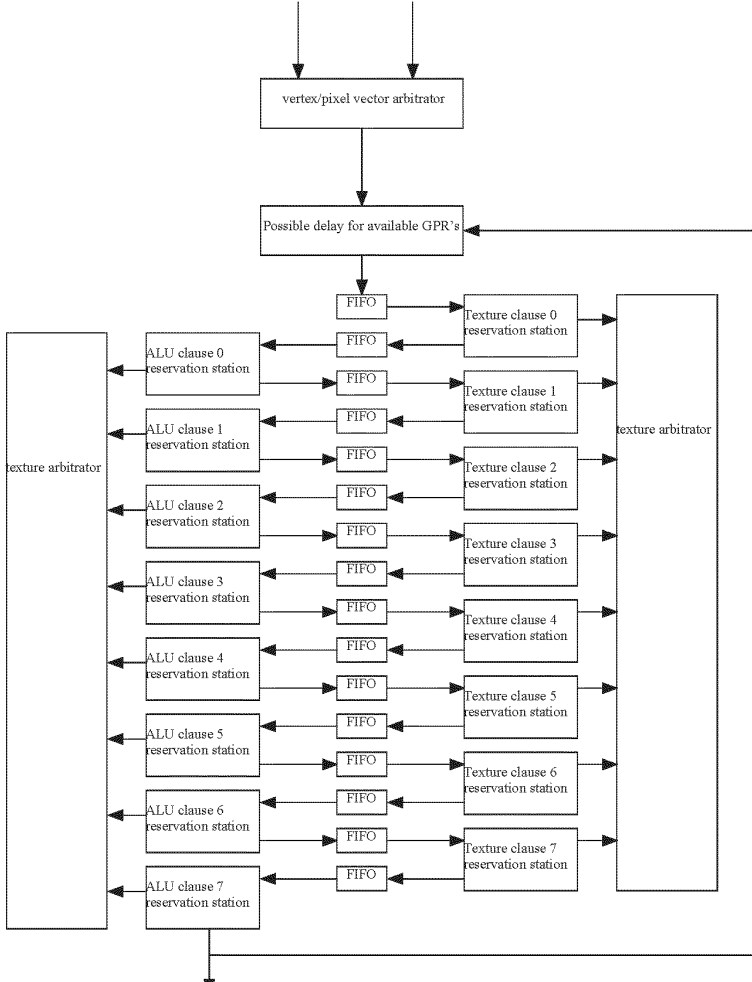 vertex/pixel vector arbitrator
Possible delay for available GPR's
FIFO
Texture clause 0
reservation station
FIFO
ALU clause 0
reservation station
FIFO
Texture clause 1
reservation station
FIFO
ALU clause 1
reservation station
texture arbitrator
FIFO
Texture clause 2
reservation station
texture arbitrator
FIFO
ALU clause 2
reservation station
FIFO
Texture clause 3
reservation station
FIFO
ALU clause 3
reservation station
FIFO
Texture clause 4
reservation station
FIFO
ALU clause 4
reservation station
FIFO
Texture clause 5
reservation station
FIFO
ALU clause 5
reservation station
FIFO
Texture clause 6
reservation station
FIFO
ALU clause 6
reservation station
FIFO
Texture clause 7
reservation station
FIFO
ALU clause 7
reservation station